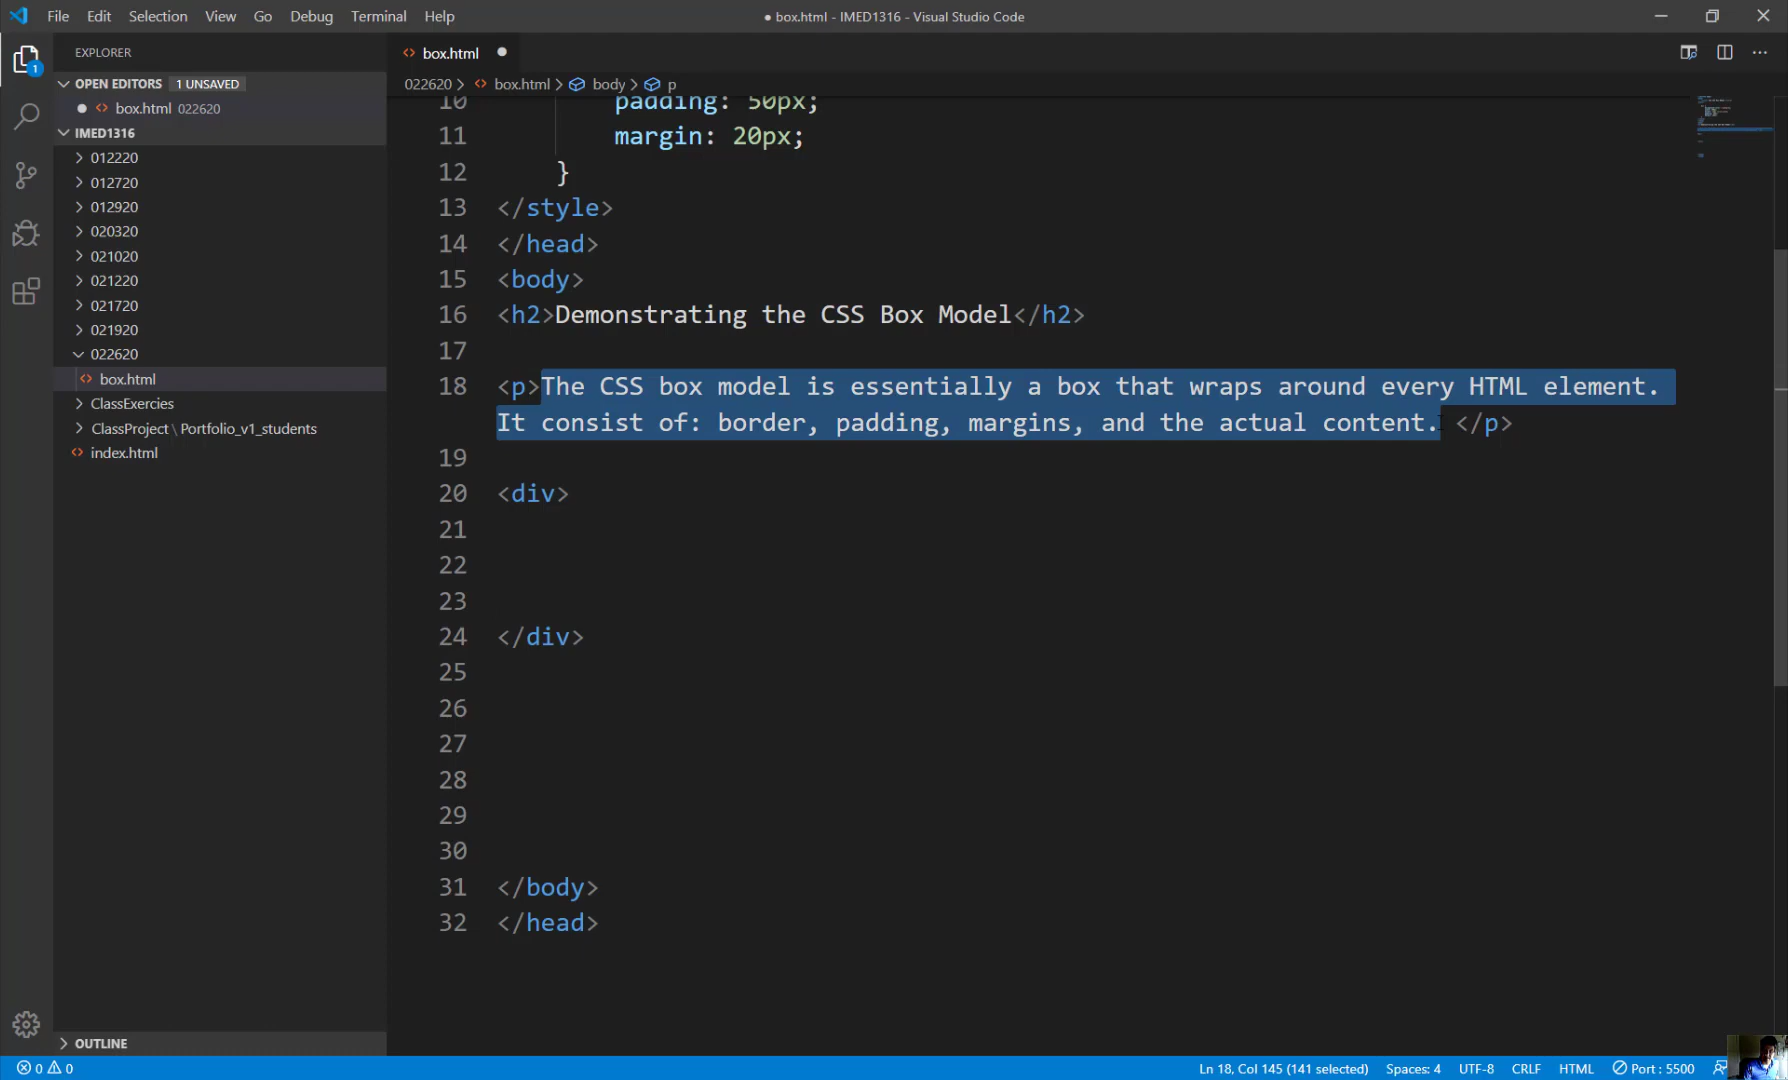 File Edit Selection View Go Debug Terminal Help
● box.html - IMED1316 - Visual Studio Code
EXPLORER
OPEN EDITORS 1 UNSAVED
box.html 022620
IMED1316
012220
012720
012920
020320
021020
021220
021720
021920
022620
box.html
ClassExercies
ClassProject \ Portfolio_v1_students
index.html
OUTLINE
1
box.html
022620 > box.html > body > p
10 padding: 50px;
11 margin: 20px;
12 }
13 </style>
14 </head>
15 <body>
16 <h2>Demonstrating the CSS Box Model</h2>
17
18 <p>The CSS box model is essentially a box that wraps around every HTML element.
It consist of: border, padding, margins, and the actual content. </p>
19
20 <div>
21
22
23
24 </div>
25
26
27
28
29
30
31 </body>
32 </head>
0 0
Ln 18, Col 145 (141 selected) Spaces: 4 UTF-8 CRLF HTML Port : 5500